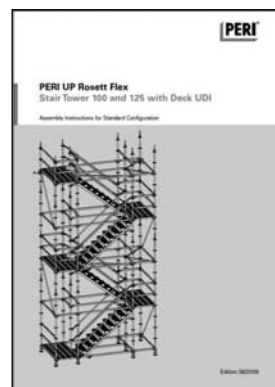 PERI
PERI UP Rosett Flex
Stair Tower 100 and 125 with Deck UDI
Assembly Instructions for Standard Configuration